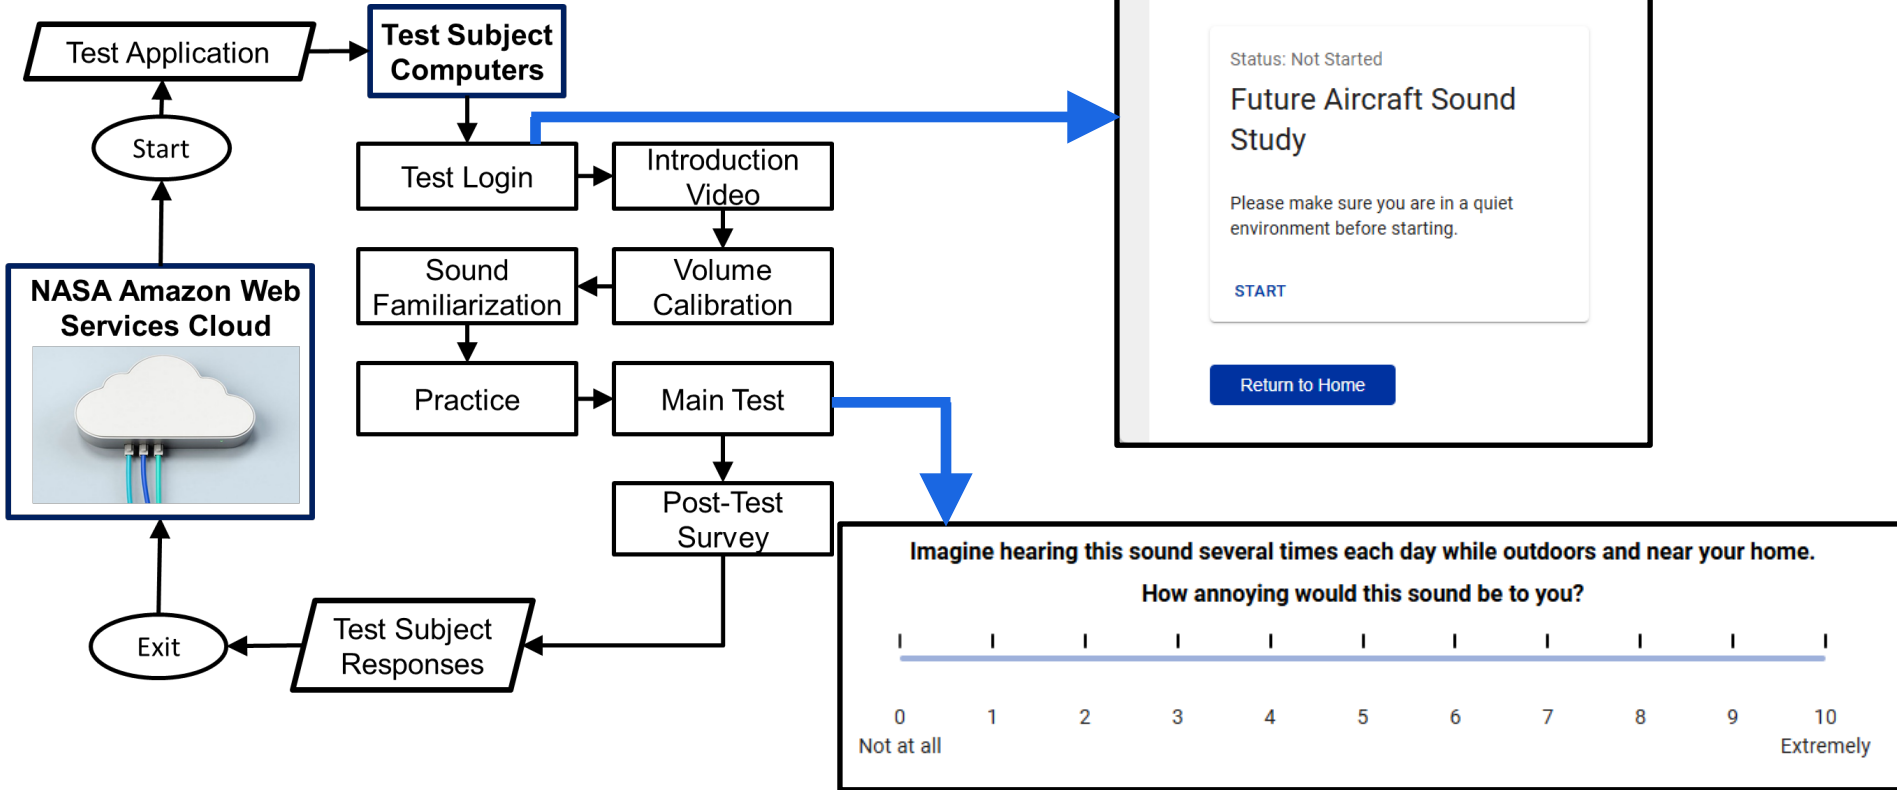 Test Application
Test Subject
Computers
Start
Test Login
Introduction
Video
NASA Amazon Web
Services Cloud
Sound
Familiarization
Volume
Calibration
Practice
Main Test
Post-Test
Survey
Exit
Test Subject
Responses
Status: Not Started
Future Aircraft Sound
Study
Please make sure you are in a quiet
environment before starting.
START
Return to Home
Imagine hearing this sound several times each day while outdoors and near your home.
How annoying would this sound be to you?
0 1 2 3 4 5 6 7 8 9 10
Not at all Extremely